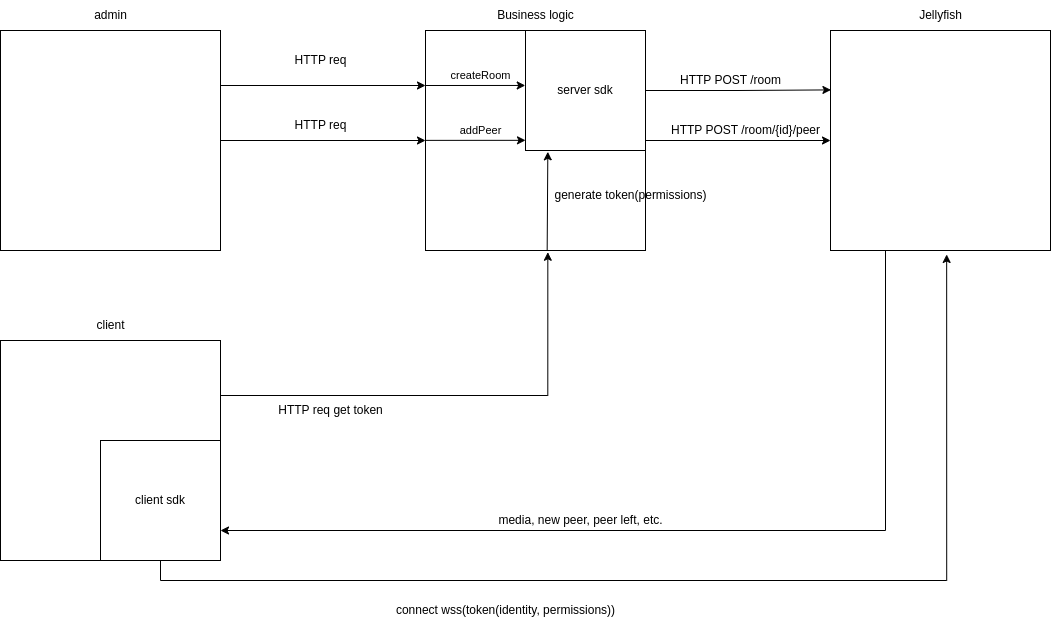 admin
Business logic
Jellyfish
HTTP req
createRoom
server sdk
HTTP POST /room
HTTP req
addPeer
HTTP POST /room/{id}/peer
generate token(permissions)
client
HTTP req get token
client sdk
media, new peer, peer left, etc.
connect wss(token(identity, permissions))